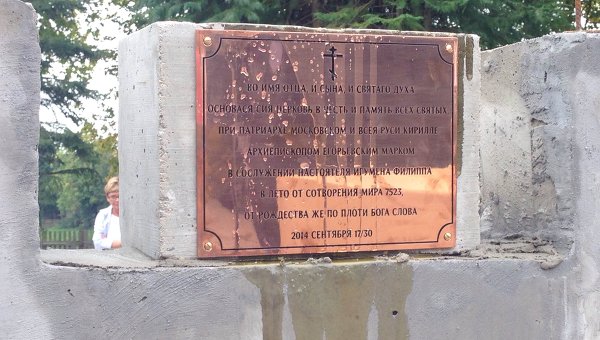 ВО ИМЯ ОТЦА, И СЫНА, И СВЯТАГО ДУХА
ОСНОВАСЯ СИЯ ЦЕРКОВЬ В ЧЕСТЬ И ПАМЯТЬ ВСЕХ СВЯТЫХ
ПРИ ПАТРИАРХЕ МОСКОВСКОМ И ВСЕЯ РУСИ КИРИЛЛЕ
АРХИЕПИСКОПОМ ЕГОРЬЕВСКИМ МАРКОМ
В СОСЛУЖЕНИИ НАСТОЯТЕЛЯ ИГУМЕНА ФИЛИППА
В ЛЕТО ОТ СОТВОРЕНИЯ МИРА 7523,
ОТ РОЖДЕСТВА ЖЕ ПО ПЛОТИ БОГА СЛОВА
2014 СЕНТЯБРЯ 17/30